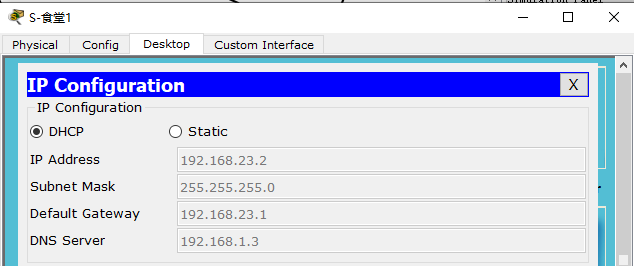 S-食堂1
Physical Config Desktop Custom Interface
IP Configuration X
IP Configuration
DHCP Static
IP Address 192.168.23.2
Subnet Mask 255.255.255.0
Default Gateway 192.168.23.1
DNS Server 192.168.1.3